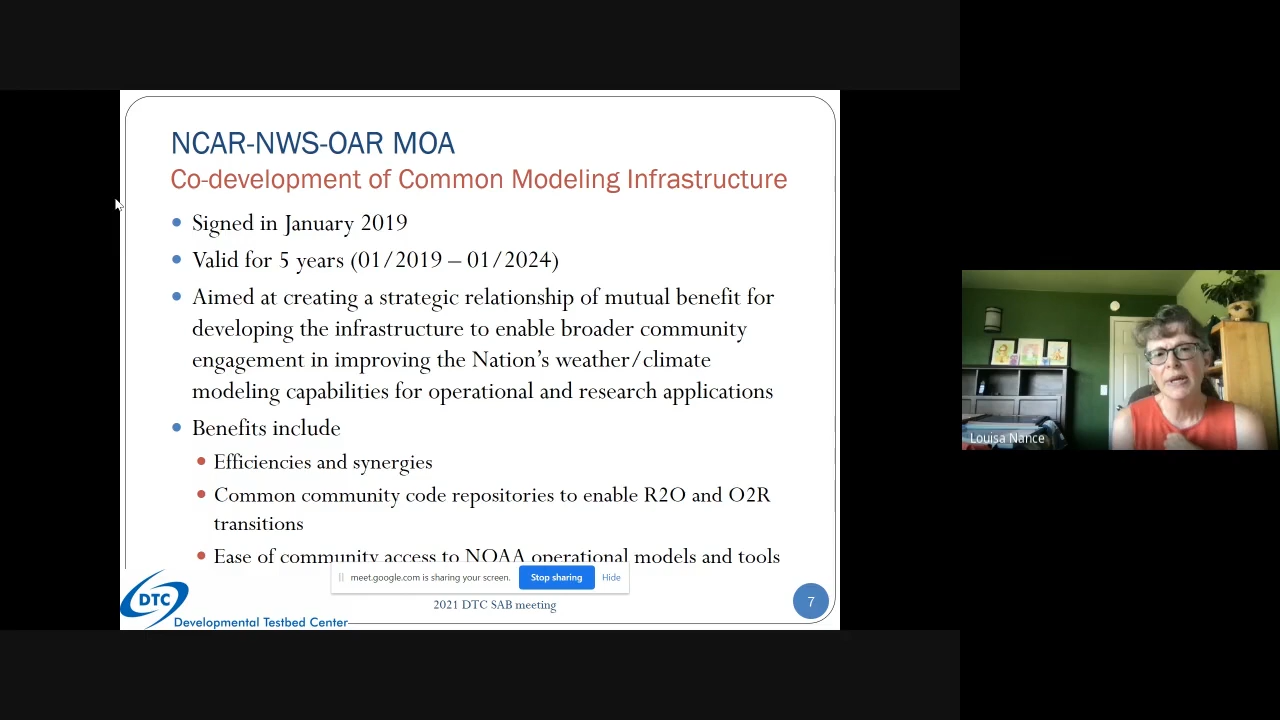 NCAR-NWS-OAR MOA
Co-development of Common Modeling Infrastructure
• Signed in January 2019
• Valid for 5 years (01/2019 – 01/2024)
• Aimed at creating a strategic relationship of mutual benefit for
developing the infrastructure to enable broader community
engagement in improving the Nation's weather/climate
modeling capabilities for operational and research applications
• Benefits include
• Efficiencies and synergies
• Common community code repositories to enable R2O and O2R
transitions
• Ease of community access to NOAA operational models and tools
meet.google.com is sharing your screen. Stop sharing Hide
DTC
Developmental Testbed Center
2021 DTC SAB meeting
7
Louisa Nance